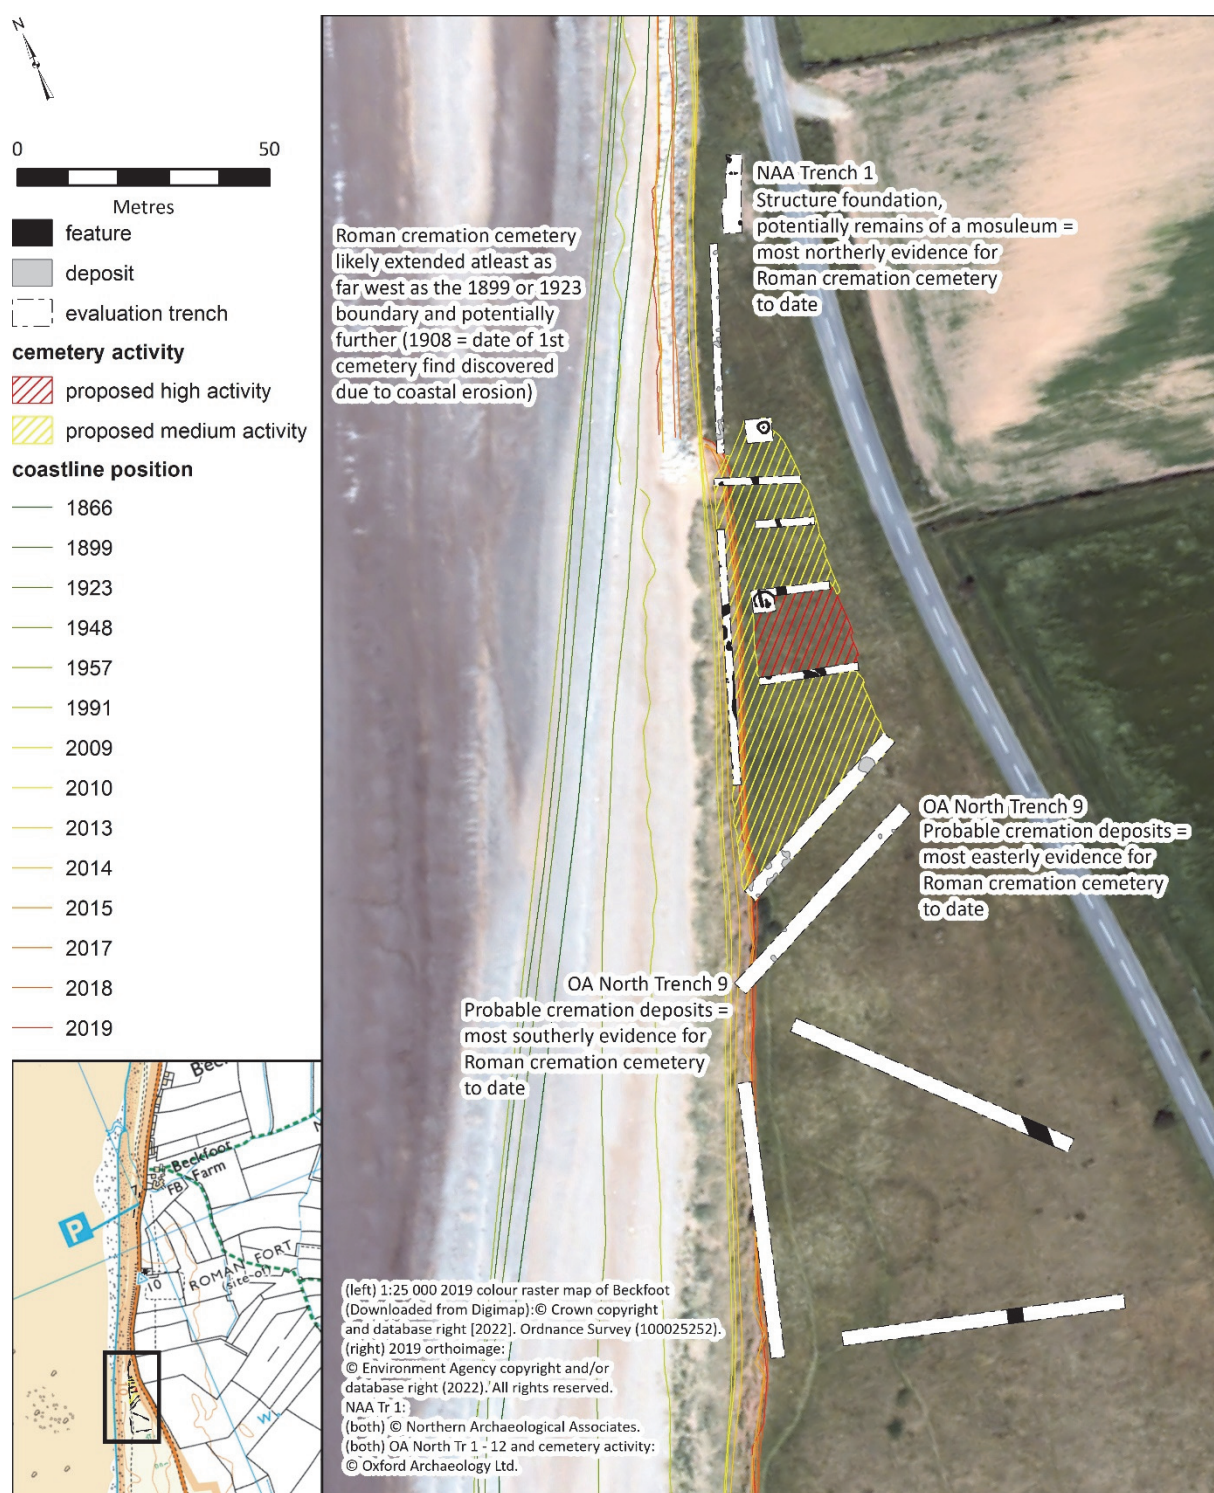 N
0 50
Metres
feature
deposit
evaluation trench
cemetery activity
proposed high activity
proposed medium activity
coastline position
1866
1899
1923
1948
1957
1991
2009
2010
2013
2014
2015
2017
2018
2019
Roman cremation cemetery
likely extended atleast as
far west as the 1899 or 1923
boundary and potentially
further (1908 = date of 1st
cemetery find discovered
due to coastal erosion)
NAA Trench 1
Structure foundation,
potentially remains of a mosuleum =
most northerly evidence for
Roman cremation cemetery
to date
OA North Trench 9
Probable cremation deposits =
most easterly evidence for
Roman cremation cemetery
to date
OA North Trench 9
Probable cremation deposits =
most southerly evidence for
Roman cremation cemetery
to date
Beckfoot
Farm
FB
7
P
10
ROMAN FORT
(site of)
W
(left) 1:25 000 2019 colour raster map of Beckfoot
(Downloaded from Digimap):© Crown copyright
and database right [2022]. Ordnance Survey (100025252).
(right) 2019 orthoimage:
© Environment Agency copyright and/or
database right (2022). All rights reserved.
NAA Tr 1:
(both) © Northern Archaeological Associates.
(both) OA North Tr 1 - 12 and cemetery activity:
© Oxford Archaeology Ltd.